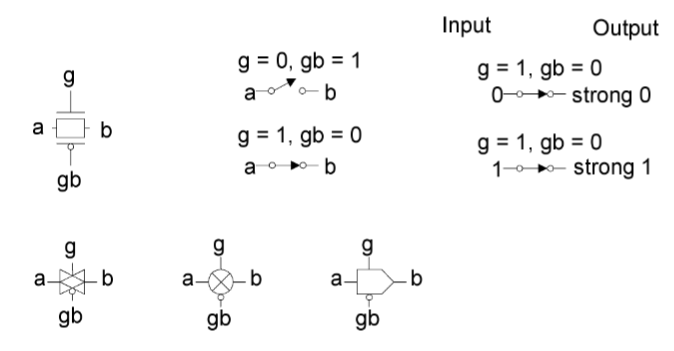 Input Output
g g = 0, gb = 1 g = 1, gb = 0
a b 0 strong 0
a b g = 1, gb = 0 g = 1, gb = 0
gb a b 1 strong 1
g g g
a b a b a b
gb gb gb